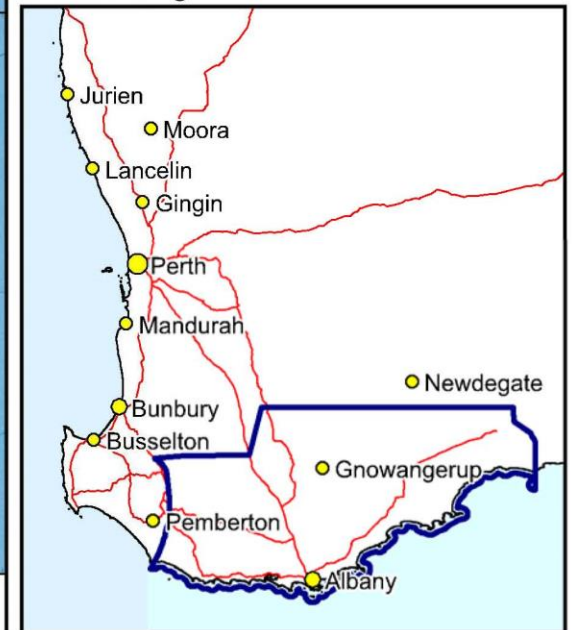 Jurien
Moora
Lancelin
Gingin
Perth
Mandurah
Newdegate
Bunbury
Busselton
Gnowangerup
Pemberton
Albany